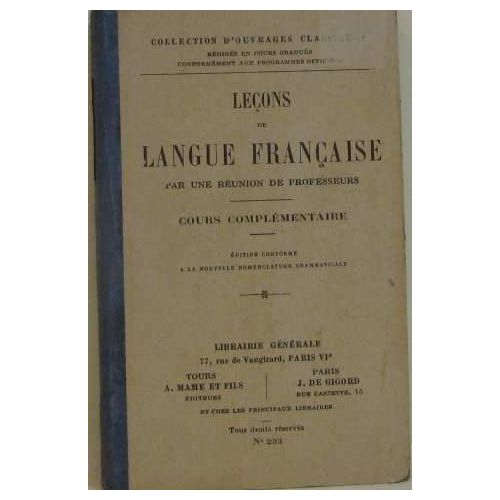 COLLECTION D'OUVRAGES
RÉDIGÉS EN COURS GRADUÉS
CONFORMÉMENT AUX PROGRAMMES
LEÇONS
DE
LANGUE FRANÇAISE
PAR UNE RÉUNION DE PROFESSEURS
COURS COMPLÉMENTAIRE
ÉDITION CONFORME
A LA NOUVELLE NOMENCLATURE GRAMMATICALE
LIBRAIRIE GÉNÉRALE
77, rue de Vaugirard, PARIS VIe
TOURS
A. MAME ET FILS
ÉDITEURS
PARIS
J. DE GIGORD
RUE CASSETTE, 15
ET CHEZ LES PRINCIPAUX LIBRAIRES
Tous droits réservés
No 233